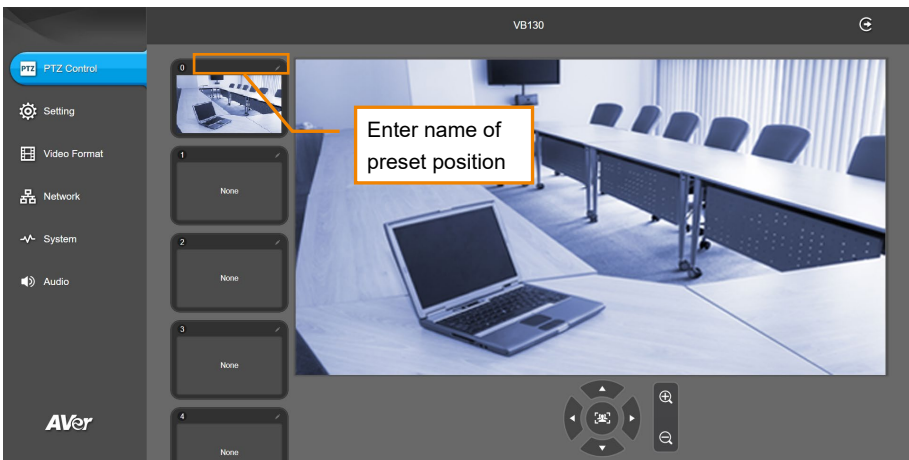 VB130
PTZ PTZ Control
Setting
Video Format
Network
System
Audio
AVer
0
1
None
2
None
3
None
4
None
Enter name of
preset position